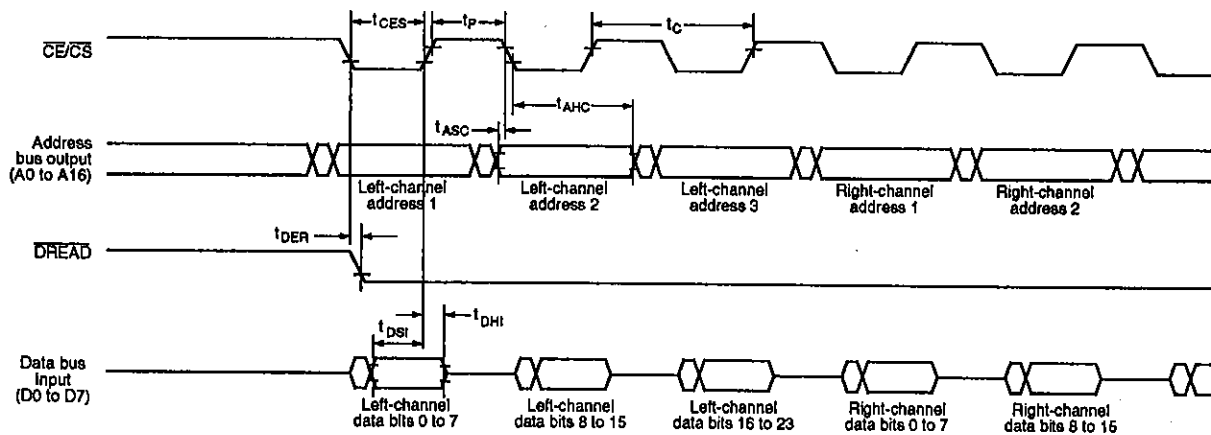 tCES
tP
tC
CE/CS
tAHC
tASC
Address
bus output
(A0 to A16)
Left-channel
address 1
Left-channel
address 2
Left-channel
address 3
Right-channel
address 1
Right-channel
address 2
tDER
DREAD
tDSI
tDHI
Data bus
Input
(D0 to D7)
Left-channel
data bits 0 to 7
Left-channel
data bits 8 to 15
Left-channel
data bits 16 to 23
Right-channel
data bits 0 to 7
Right-channel
data bits 8 to 15